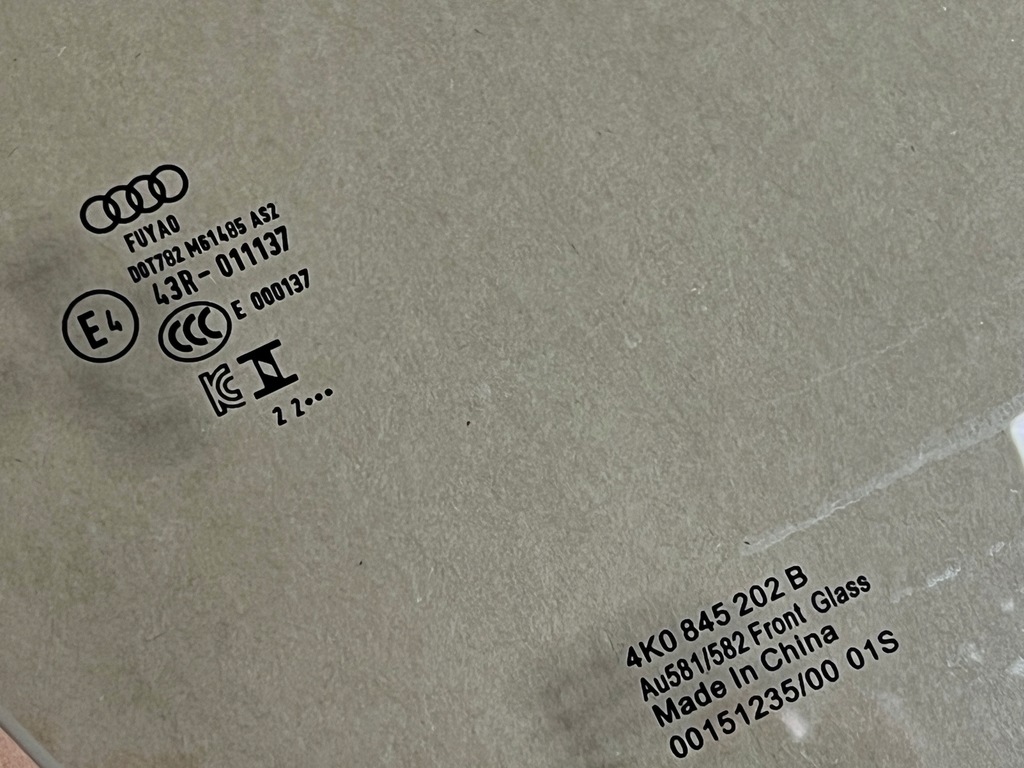 FUYAO
DOT782 M61485 AS2
43R-011137
E4
CCC E 000137
KC
2 2•••
4K0 845 202 B
Au581/582 Front Glass
Made In China
00151235/00 01S